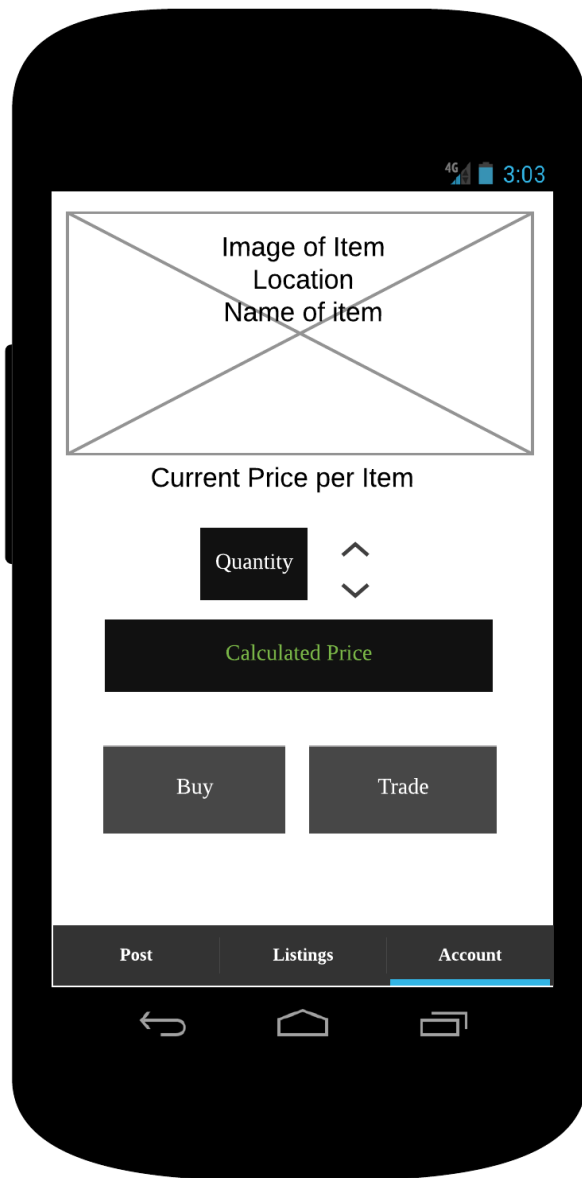 4G 3:03
Image of Item
Location
Name of item
Current Price per Item
Quantity
Calculated Price
Buy Trade
Post Listings Account